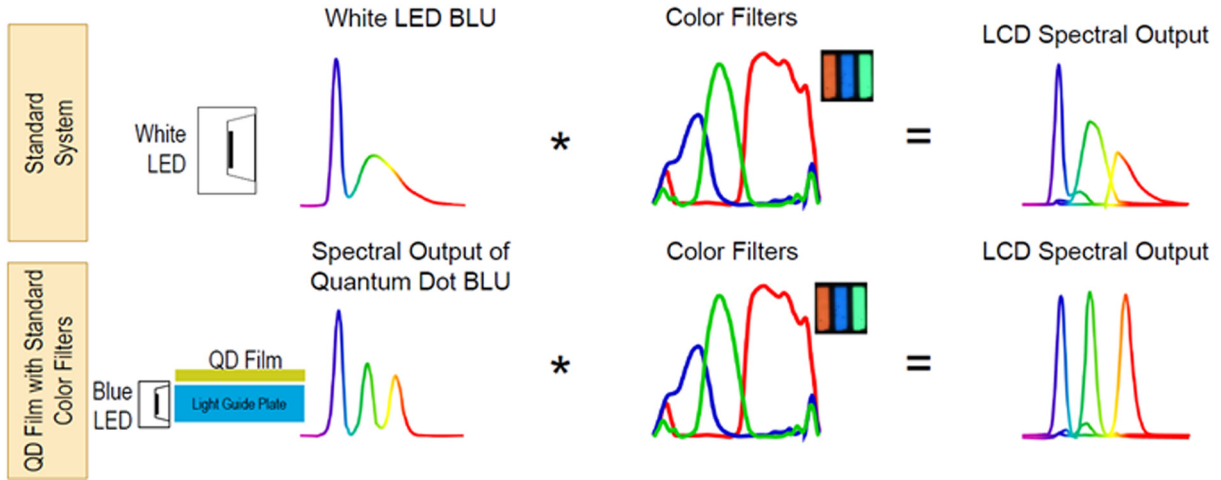 Standard
System
White
LED
White LED BLU
*
Color Filters
=
LCD Spectral Output
QD Film with Standard
Color Filters
Blue
LED
QD Film
Light Guide Plate
Spectral Output of
Quantum Dot BLU
*
Color Filters
=
LCD Spectral Output